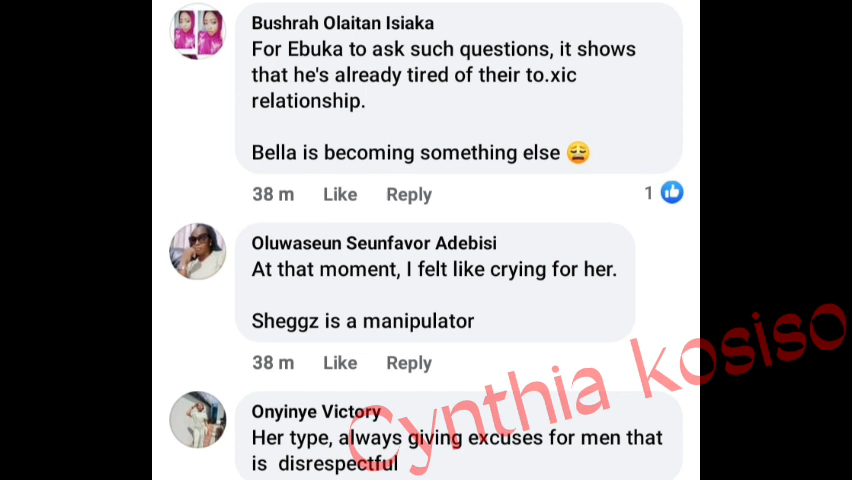 Bushrah Olaitan Isiaka
For Ebuka to ask such questions, it shows
that he's already tired of their to.xic
relationship.
Bella is becoming something else 😩
38 m Like Reply 1
Oluwaseun Seunfavor Adebisi
At that moment, I felt like crying for her.
Sheggz is a manipulator
38 m Like Reply
Onyinye Victory
Her type, always giving excuses for men that
is disrespectful
Cynthia kosiso